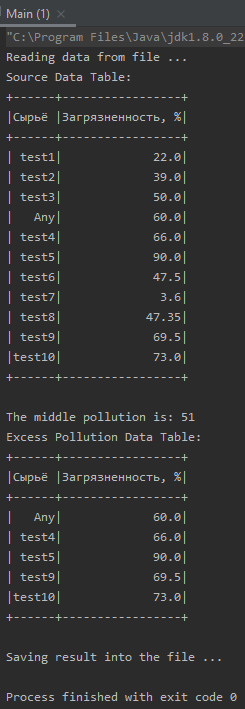 Main (1)
"C:\Program Files\Java\jdk1.8.0_22
Reading data from file ...
Source Data Table:
+------+----------------+
|Сырьё |Загрязненность, %|
+------+----------------+
| test1|            22.0|
| test2|            39.0|
| test3|            50.0|
|   Any|            60.0|
| test4|            66.0|
| test5|            90.0|
| test6|            47.5|
| test7|             3.6|
| test8|           47.35|
| test9|            69.5|
|test10|            73.0|
+------+----------------+
The middle pollution is: 51
Excess Pollution Data Table:
+------+----------------+
|Сырьё |Загрязненность, %|
+------+----------------+
|   Any|            60.0|
| test4|            66.0|
| test5|            90.0|
| test9|            69.5|
|test10|            73.0|
+------+----------------+
Saving result into the file ...
Process finished with exit code 0